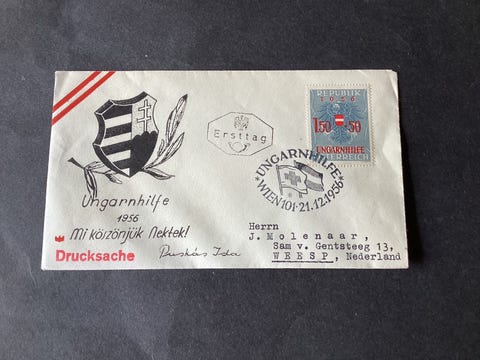 Ungarnhilfe
1956
Mi köszönjük Nektek!
Drucksache
Puskás Ida
Ersttag
REPUBLIK
1956
1.50 + 50
UNGARNHILFE
ÖSTERREICH
*UNGARNHILFE*
WIEN 101·21.12.1956
Herrn
J. Molenaar,
Sam v. Gentsteeg 13,
WEESP, Nederland